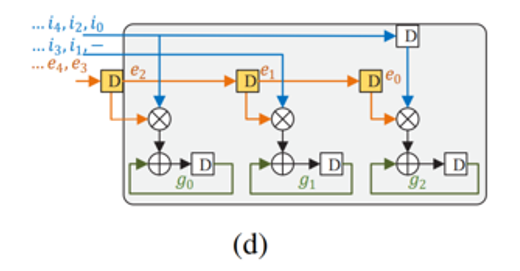 ...i₄, i₂, i₀
D
...i₃, i₁, −
...e₄, e₃
D e₂ D e₁ D e₀
D D D
g₀ g₁ g₂
(d)